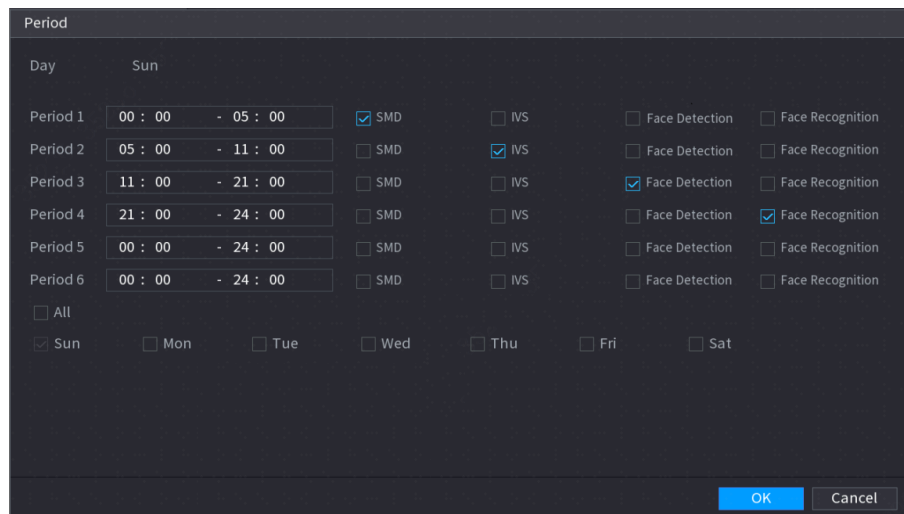 Period
Day Sun
Period 1 00 : 00 - 05 : 00 SMD IVS Face Detection Face Recognition
Period 2 05 : 00 - 11 : 00 SMD IVS Face Detection Face Recognition
Period 3 11 : 00 - 21 : 00 SMD IVS Face Detection Face Recognition
Period 4 21 : 00 - 24 : 00 SMD IVS Face Detection Face Recognition
Period 5 00 : 00 - 24 : 00 SMD IVS Face Detection Face Recognition
Period 6 00 : 00 - 24 : 00 SMD IVS Face Detection Face Recognition
All
Sun Mon Tue Wed Thu Fri Sat
OK Cancel